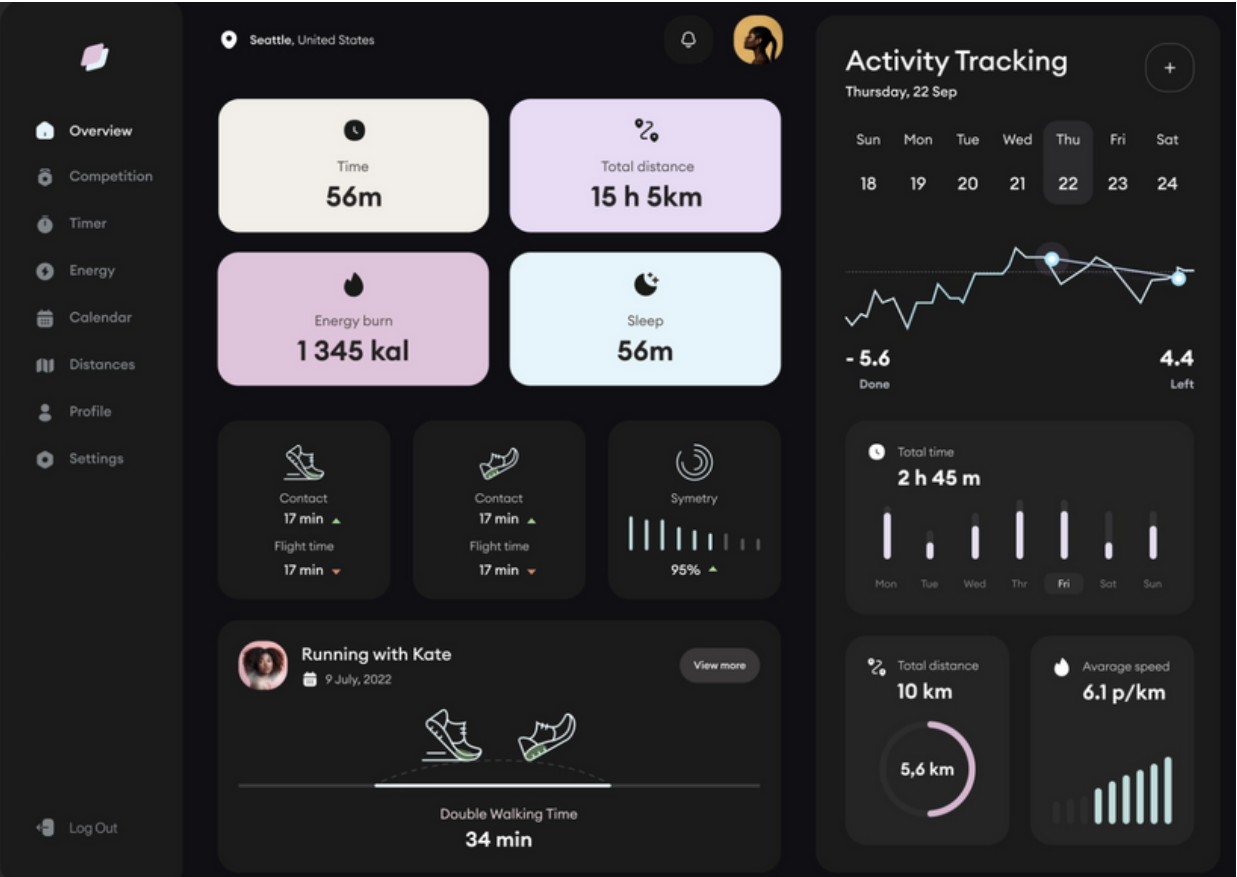 Seattle, United States
Overview
Competition
Timer
Energy
Calendar
Distances
Profile
Settings
Log Out
Time
56m
Total distance
15 h 5km
Energy burn
1 345 kal
Sleep
56m
Contact
17 min
Flight time
17 min
Contact
17 min
Flight time
17 min
Symetry
95%
Running with Kate
9 July, 2022
View more
Double Walking Time
34 min
Activity Tracking
+
Thursday, 22 Sep
Sun Mon Tue Wed Thu Fri Sat
18 19 20 21 22 23 24
- 5.6 4.4
Done Left
Total time
2 h 45 m
Mon Tue Wed Thr Fri Sat Sun
Total distance
10 km
5,6 km
Avarage speed
6.1 p/km